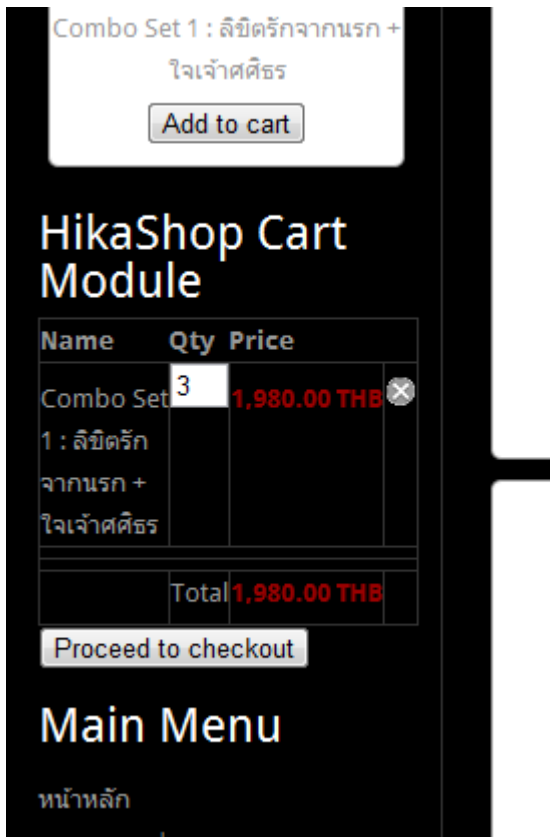 Combo Set 1 : ลิขิตรักจากนรก +
ใจเจ้าศศิธร
Add to cart
HikaShop Cart
Module
Name Qty Price
Combo Set 3 1,980.00 THB
1 : ลิขิตรัก
จากนรก +
ใจเจ้าศศิธร
Total 1,980.00 THB
Proceed to checkout
Main Menu
หน้าหลัก